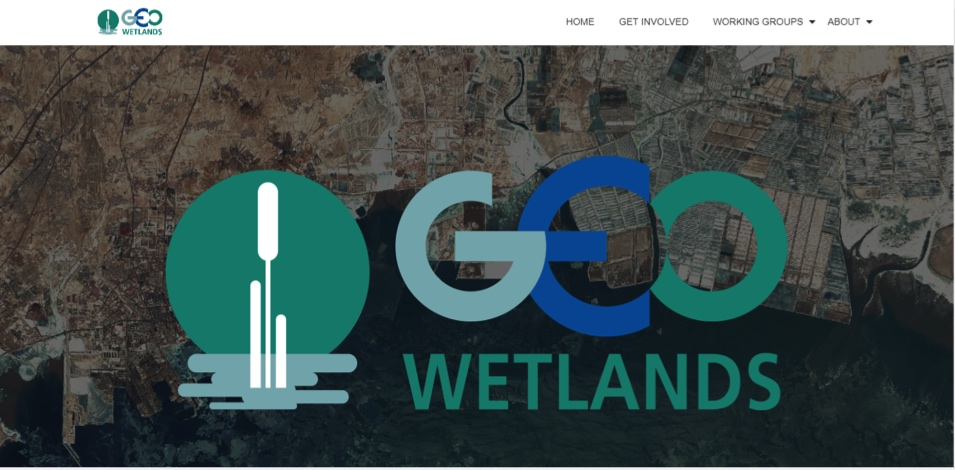 GEO
WETLANDS
HOME GET INVOLVED WORKING GROUPS ABOUT
GEO
WETLANDS